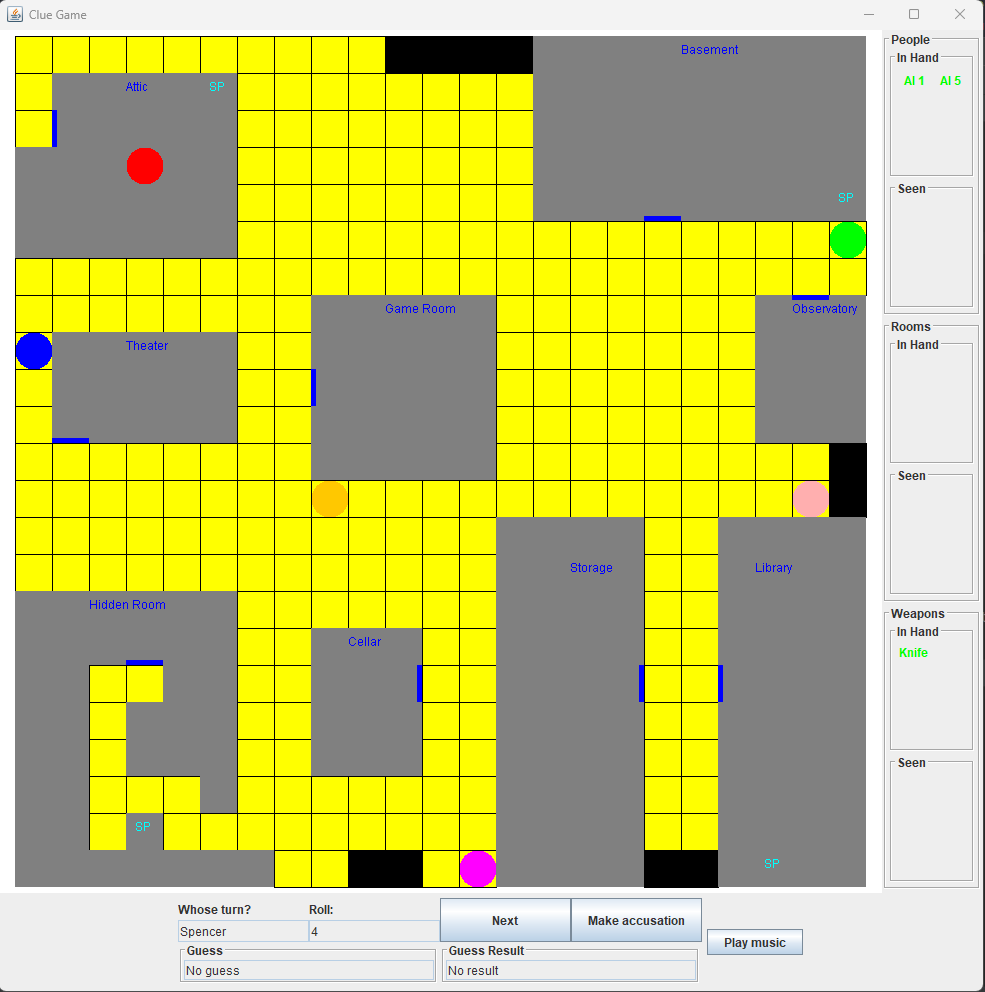 Clue Game
People
In Hand
AI 1 AI 5
Seen
Rooms
In Hand
Seen
Weapons
In Hand
Knife
Seen
Basement
Attic SP
SP
Game Room
Observatory
Theater
Storage
Library
Hidden Room
Cellar
SP
SP
Whose turn?
Spencer
Roll:
4
Next
Make accusation
Play music
Guess
No guess
Guess Result
No result